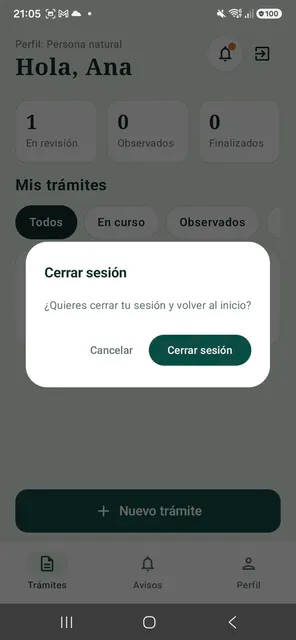 21:05
100
Perfil: Persona natural
Hola, Ana
1
En revisión
0
Observados
0
Finalizados
Mis trámites
Todos
En curso
Observados
Cerrar sesión
¿Quieres cerrar tu sesión y volver al inicio?
Cancelar
Cerrar sesión
+ Nuevo trámite
Trámites
Avisos
Perfil